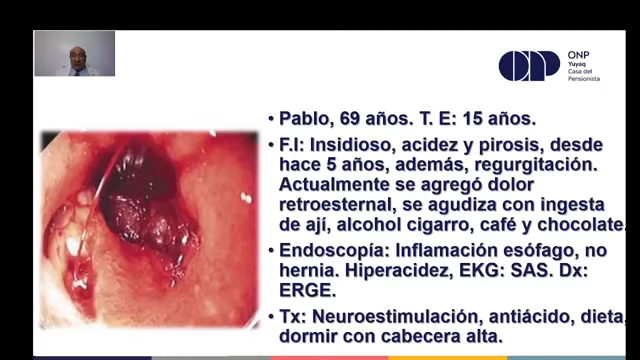 ONP
Yuyaq
Casa del
Pensionista
• Pablo, 69 años. T. E: 15 años.
• F.I: Insidioso, acidez y pirosis, desde
hace 5 años, además, regurgitación.
Actualmente se agregó dolor
retroesternal, se agudiza con ingesta
de ají, alcohol cigarro, café y chocolate.
• Endoscopía: Inflamación esófago, no
hernia. Hiperacidez, EKG: SAS. Dx:
ERGE.
• Tx: Neuroestimulación, antiácido, dieta,
dormir con cabecera alta.